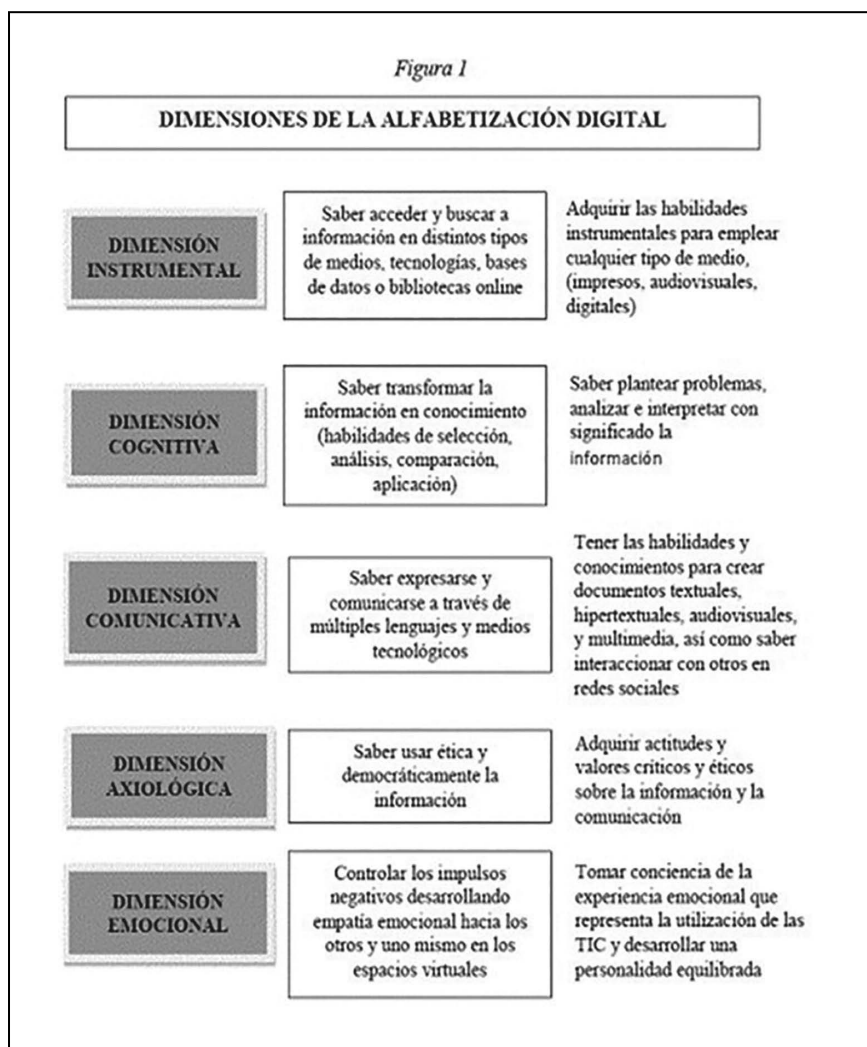 Figura 1
DIMENSIONES DE LA ALFABETIZACIÓN DIGITAL
DIMENSIÓN
INSTRUMENTAL
Saber acceder y buscar a
información en distintos tipos
de medios, tecnologías, bases
de datos o bibliotecas online
Adquirir las habilidades
instrumentales para emplear
cualquier tipo de medio,
(impresos, audiovisuales,
digitales)
DIMENSIÓN
COGNITIVA
Saber transformar la
información en conocimiento
(habilidades de selección,
análisis, comparación,
aplicación)
Saber plantear problemas,
analizar e interpretar con
significado la
información
DIMENSIÓN
COMUNICATIVA
Saber expresarse y
comunicarse a través de
múltiples lenguajes y medios
tecnológicos
Tener las habilidades y
conocimientos para crear
documentos textuales,
hipertextuales, audiovisuales,
y multimedia, así como saber
interaccionar con otros en
redes sociales
DIMENSIÓN
AXIOLÓGICA
Saber usar ética y
democráticamente la
información
Adquirir actitudes y
valores críticos y éticos
sobre la información y la
comunicación
DIMENSIÓN
EMOCIONAL
Controlar los impulsos
negativos desarrollando
empatía emocional hacia los
otros y uno mismo en los
espacios virtuales
Tomar conciencia de la
experiencia emocional que
representa la utilización de las
TIC y desarrollar una
personalidad equilibrada